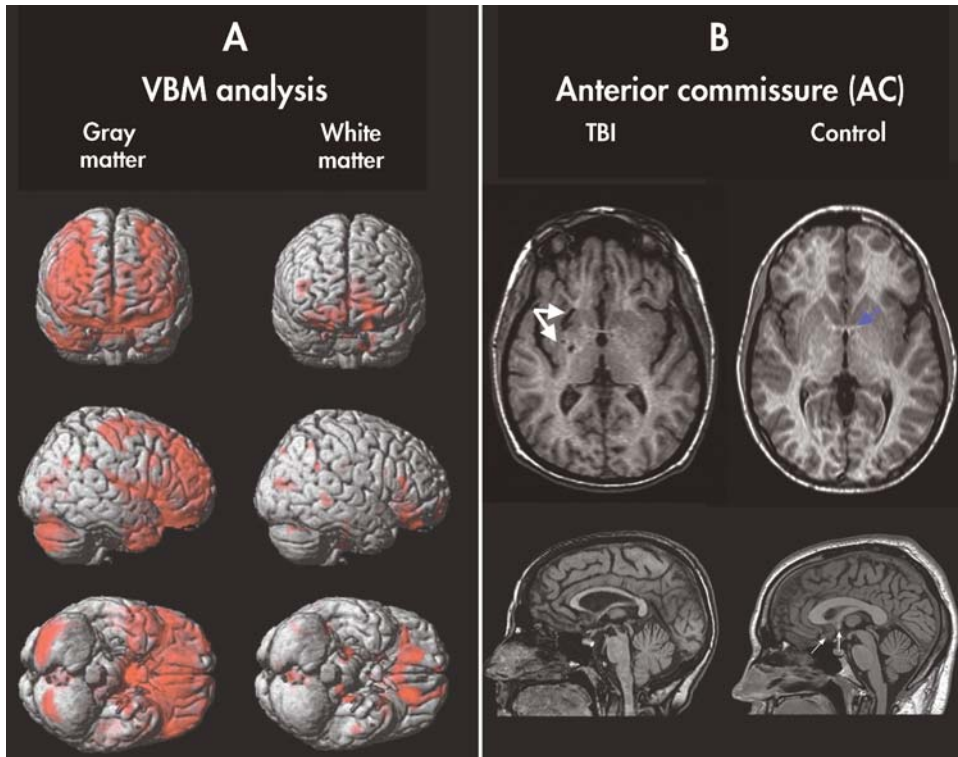 A
VBM analysis
Gray
matter
White
matter
B
Anterior commissure (AC)
TBI
Control